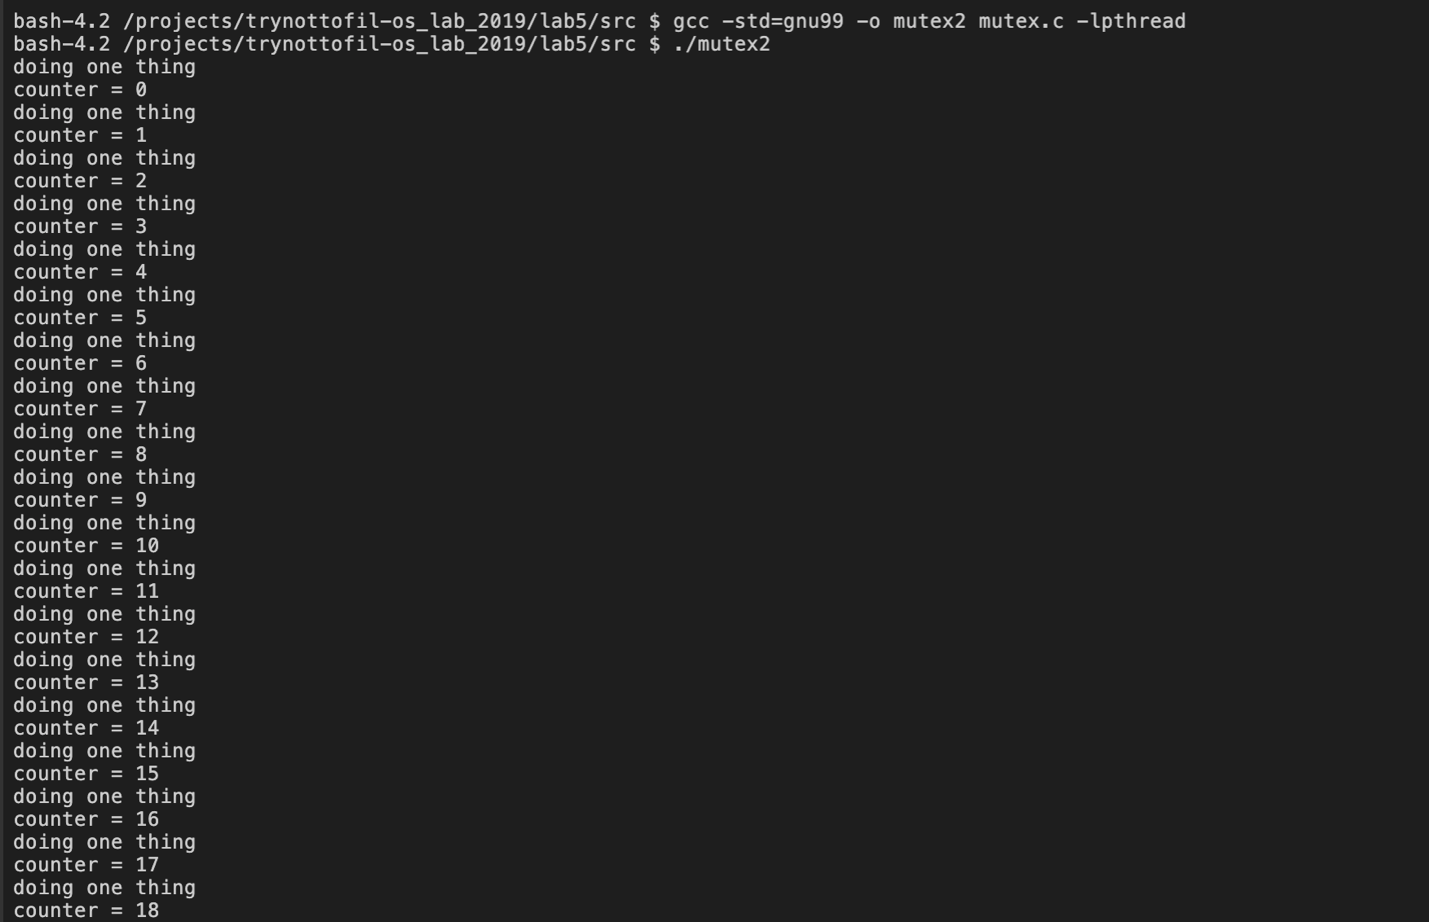 bash-4.2 /projects/trynottofil-os_lab_2019/lab5/src $ gcc -std=gnu99 -o mutex2 mutex.c -lpthread
bash-4.2 /projects/trynottofil-os_lab_2019/lab5/src $ ./mutex2
doing one thing
counter = 0
doing one thing
counter = 1
doing one thing
counter = 2
doing one thing
counter = 3
doing one thing
counter = 4
doing one thing
counter = 5
doing one thing
counter = 6
doing one thing
counter = 7
doing one thing
counter = 8
doing one thing
counter = 9
doing one thing
counter = 10
doing one thing
counter = 11
doing one thing
counter = 12
doing one thing
counter = 13
doing one thing
counter = 14
doing one thing
counter = 15
doing one thing
counter = 16
doing one thing
counter = 17
doing one thing
counter = 18